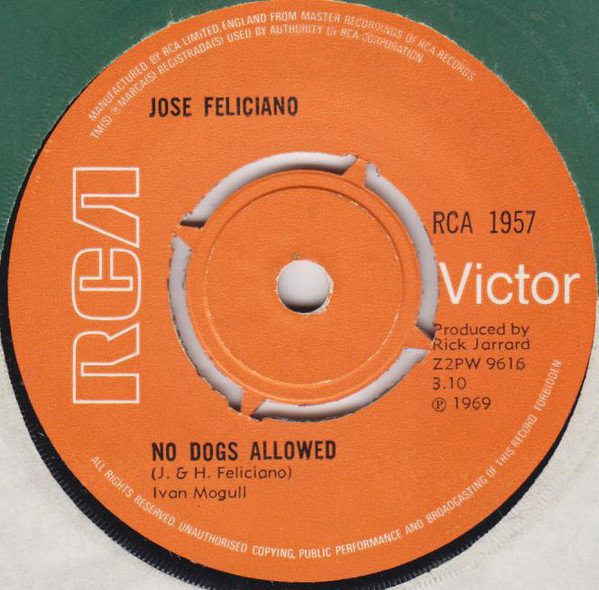 MANUFACTURED BY RCA LIMITED, ENGLAND FROM MASTER RECORDINGS OF RCA RECORDS
TM(S) ® MARCA(S) REGISTRADA(S) USED BY AUTHORITY OF RCA CORPORATION
JOSE FELICIANO
RCA
RCA 1957
Victor
Produced by
Rick Jarrard
Z2PW 9616
3.10
℗ 1969
NO DOGS ALLOWED
(J. & H. Feliciano)
Ivan Mogull
ALL RIGHTS RESERVED. UNAUTHORISED COPYING, PUBLIC PERFORMANCE AND BROADCASTING OF THIS RECORD FORBIDDEN